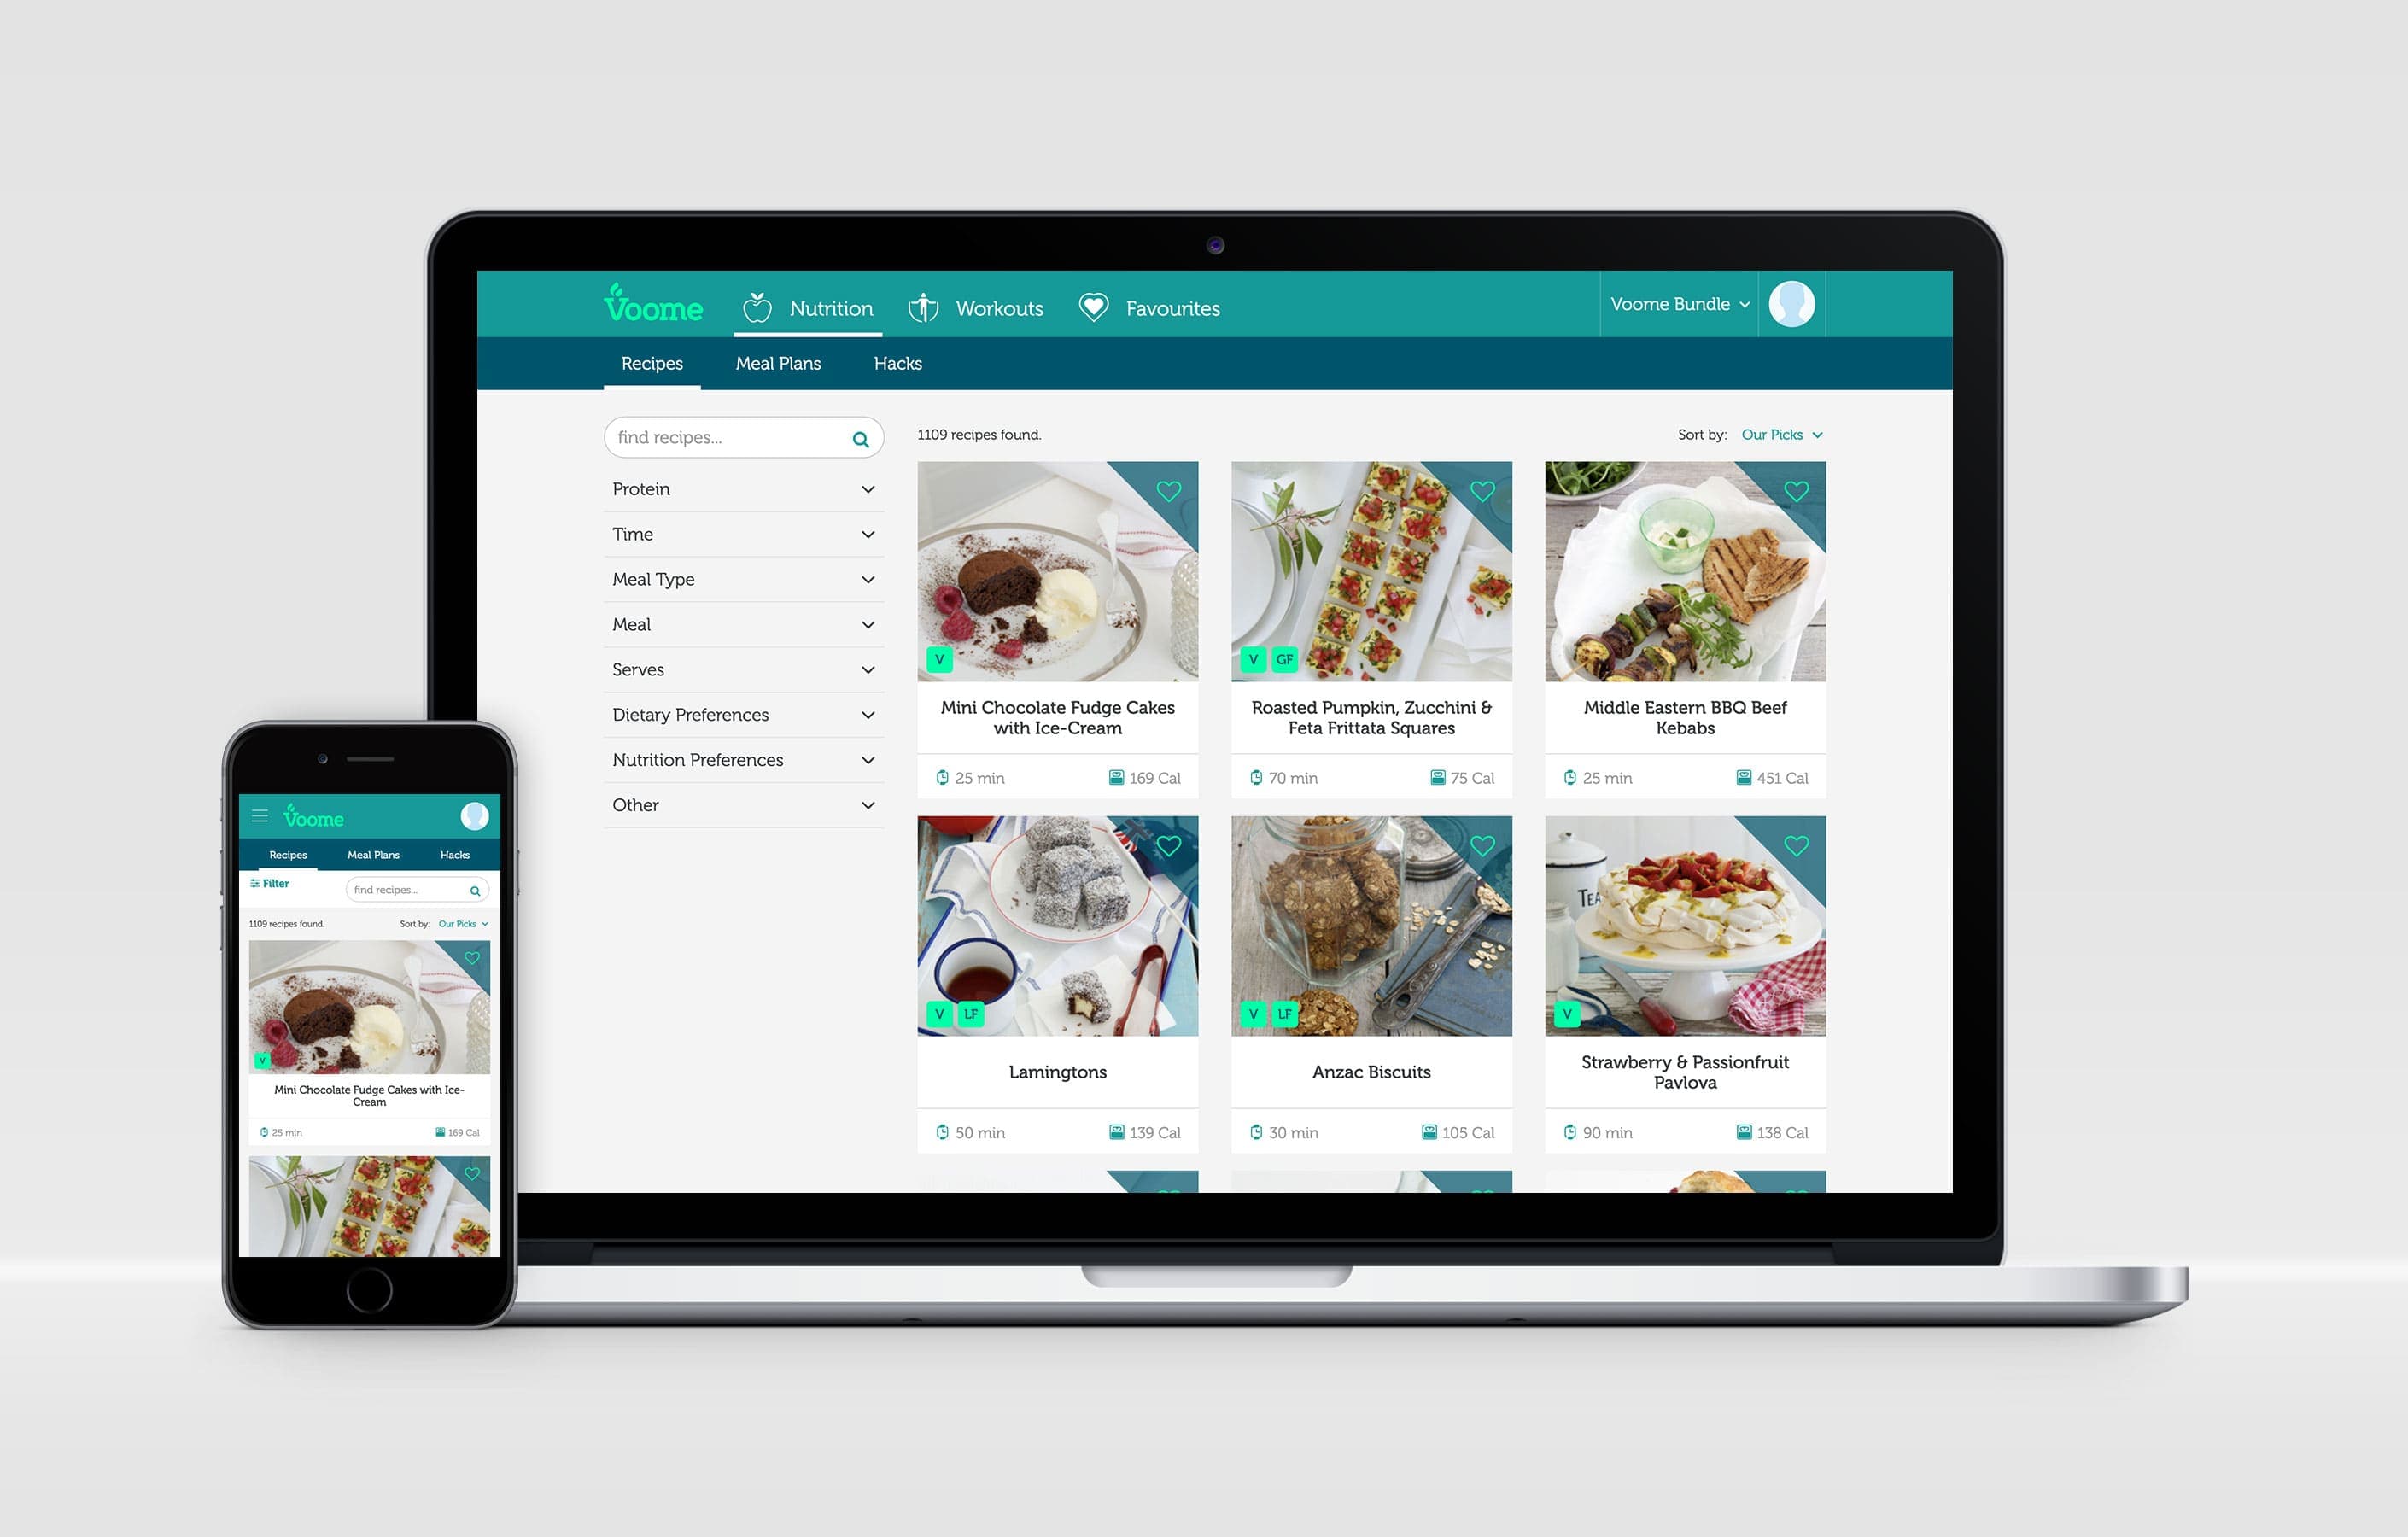 Voome
Nutrition
Workouts
Favourites
Voome Bundle
Recipes
Meal Plans
Hacks
find recipes...
Protein
Time
Meal Type
Meal
Serves
Dietary Preferences
Nutrition Preferences
Other
1109 recipes found.
Sort by: Our Picks
V
Mini Chocolate Fudge Cakes
with Ice-Cream
25 min
169 Cal
V GF
Roasted Pumpkin, Zucchini &
Feta Frittata Squares
70 min
75 Cal
Middle Eastern BBQ Beef
Kebabs
25 min
451 Cal
V LF
Lamingtons
50 min
139 Cal
V LF
Anzac Biscuits
30 min
105 Cal
TEA
V
Strawberry & Passionfruit
Pavlova
90 min
138 Cal
Voome
Recipes
Meal Plans
Hacks
Filter
find recipes...
1109 recipes found.
Sort by: Our Picks
V
Mini Chocolate Fudge Cakes with Ice-
Cream
25 min
169 Cal